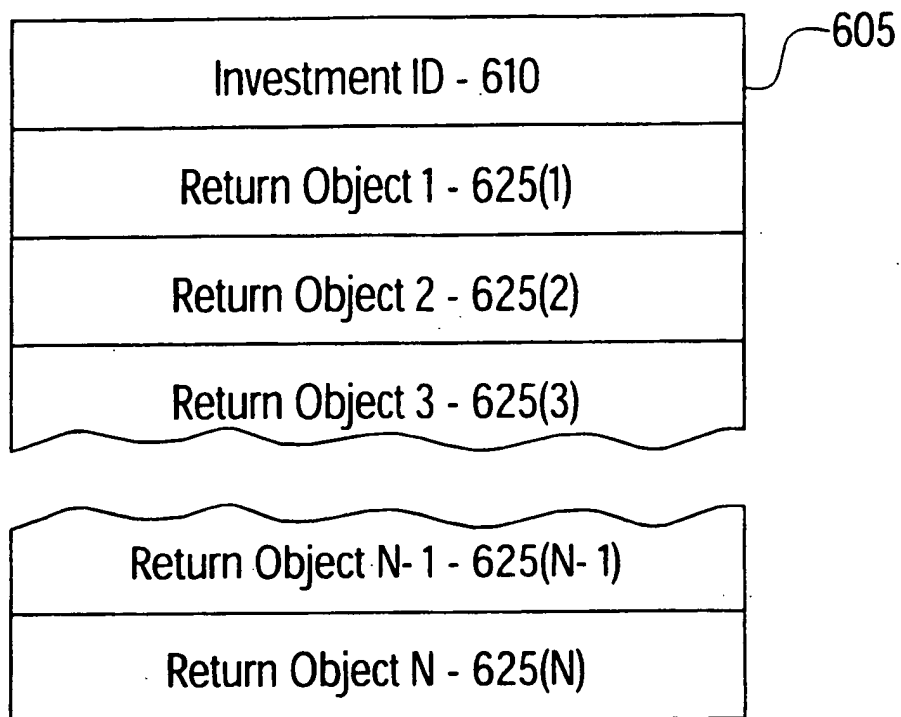 605
Investment ID - 610
Return Object 1 - 625(1)
Return Object 2 - 625(2)
Return Object 3 - 625(3)
Return Object N-1 - 625(N-1)
Return Object N - 625(N)